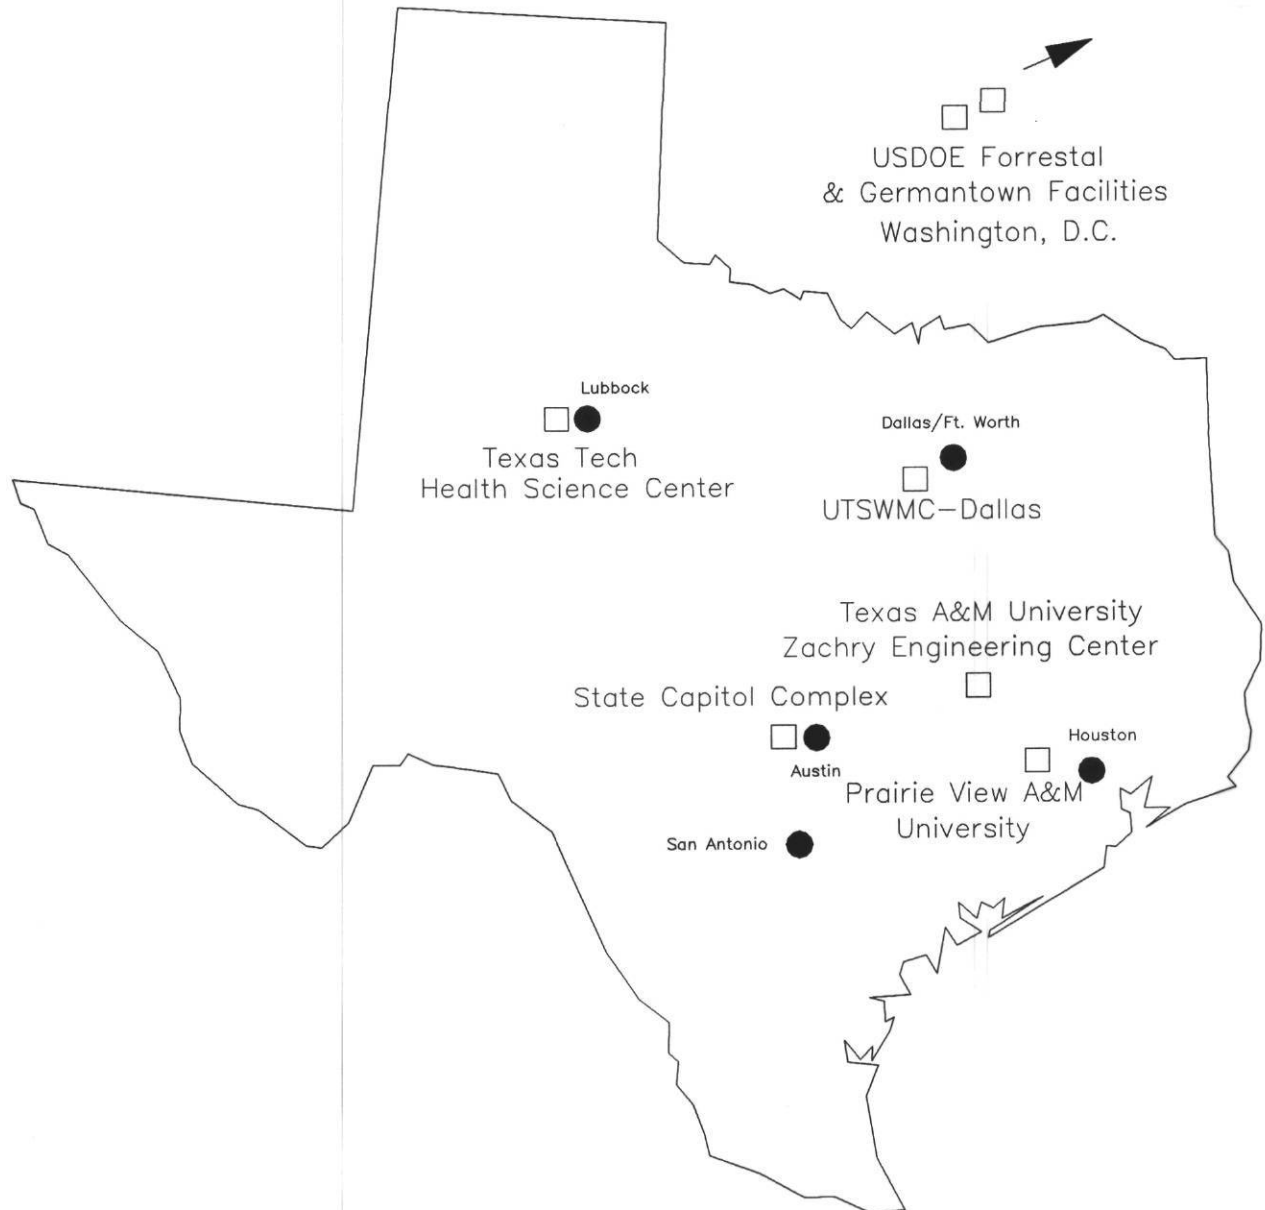 USDOE Forrestal
& Germantown Facilities
Washington, D.C.
Lubbock
Texas Tech
Health Science Center
Dallas/Ft. Worth
UTSWMC-Dallas
Texas A&M University
Zachry Engineering Center
State Capitol Complex
Austin
Houston
Prairie View A&M
University
San Antonio